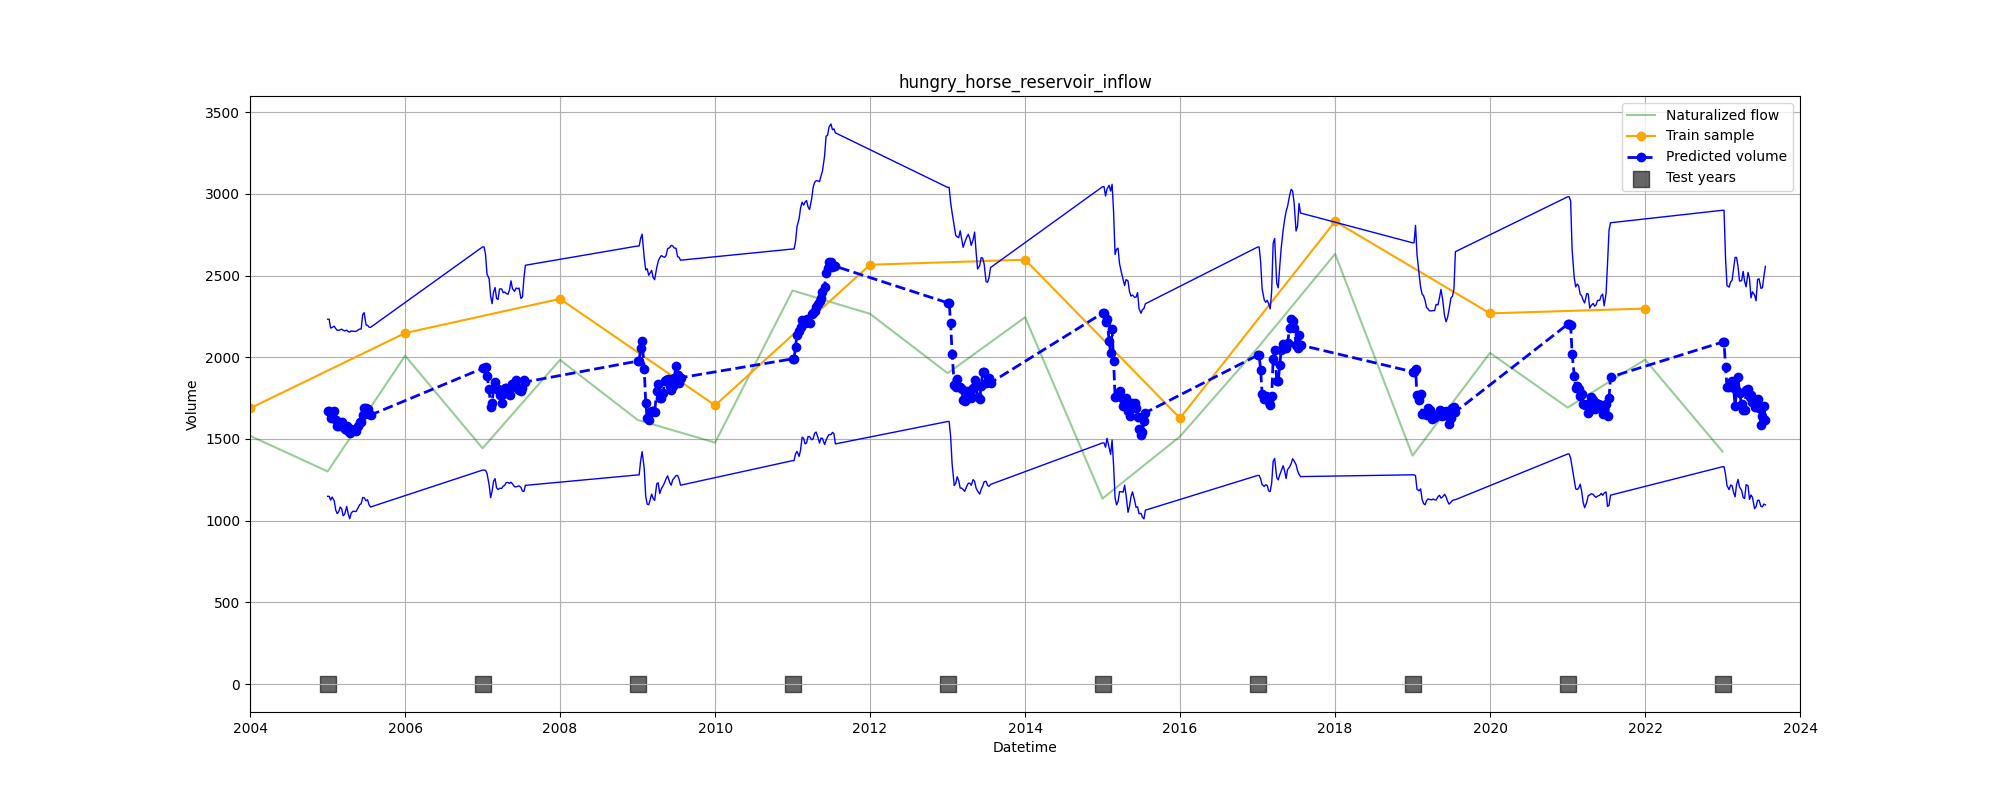 hungry_horse_reservoir_inflow
Naturalized flow
Train sample
Predicted volume
Test years
3500
3000
2500
2000
1500
1000
500
0
Volume
2004 2006 2008 2010 2012 2014 2016 2018 2020 2022 2024
Datetime